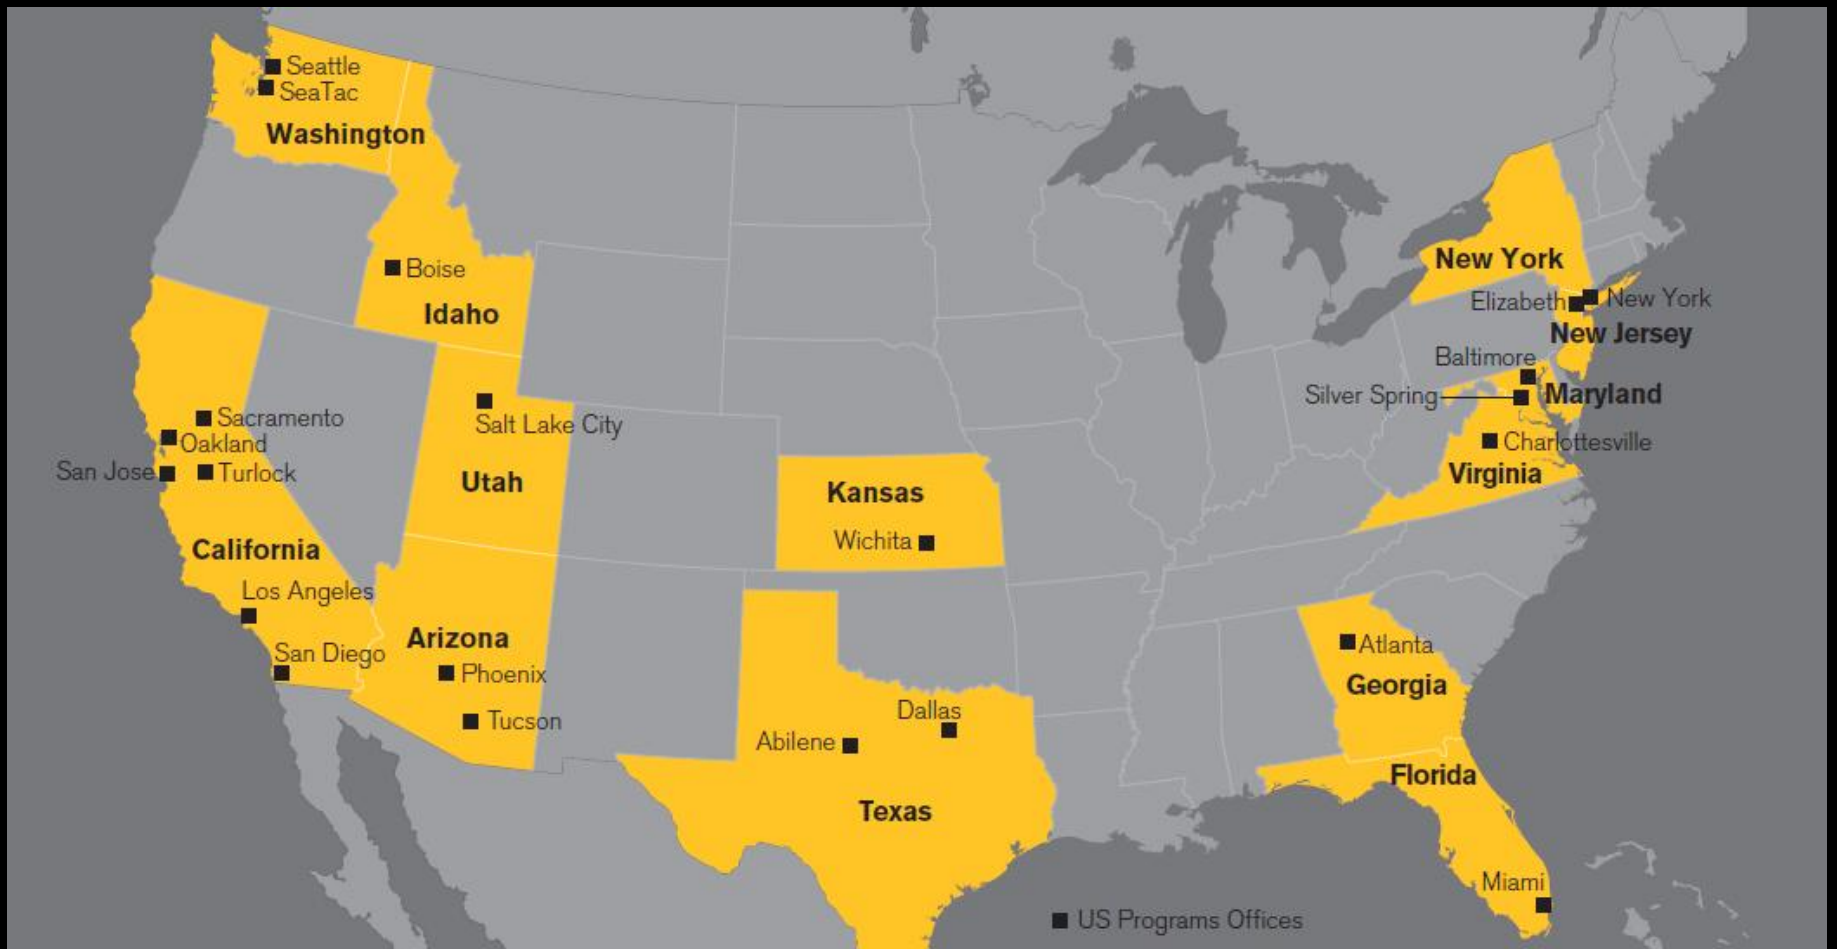 Seattle
SeaTac
Washington
Boise
Idaho
Sacramento
Oakland
San Jose
Turlock
California
Los Angeles
San Diego
Salt Lake City
Utah
Arizona
Phoenix
Tucson
Kansas
Wichita
Dallas
Abilene
Texas
New York
Elizabeth
New York
New Jersey
Baltimore
Silver Spring
Maryland
Charlottesville
Virginia
Atlanta
Georgia
Florida
Miami
US Programs Offices